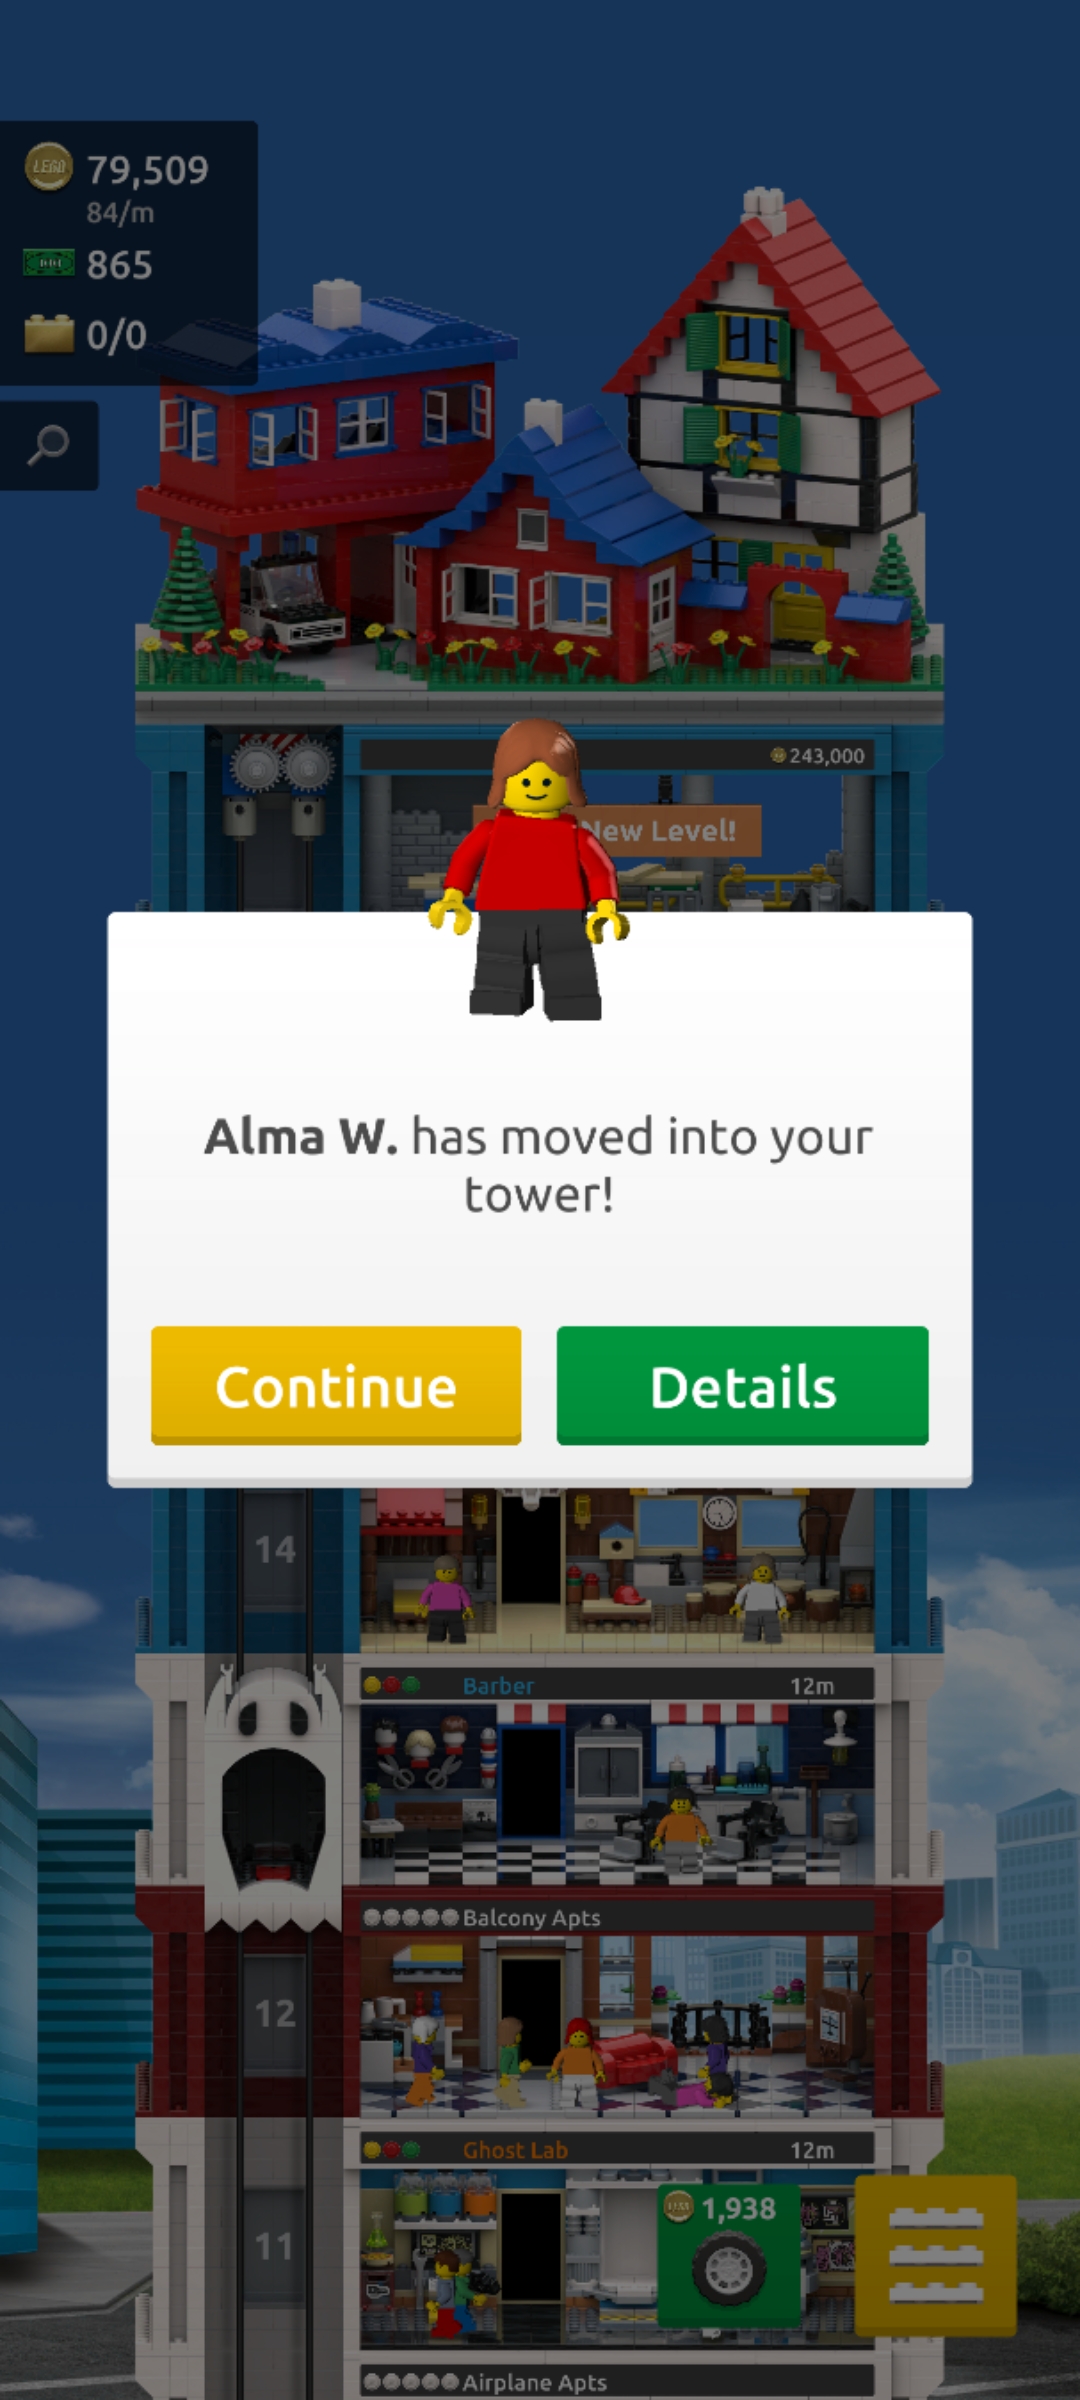 79,509
84/m
865
0/0
243,000
New Level!
Alma W. has moved into your
tower!
Continue
Details
14
Barber 12m
Balcony Apts
12
Ghost Lab 12m
1,938
11
Airplane Apts